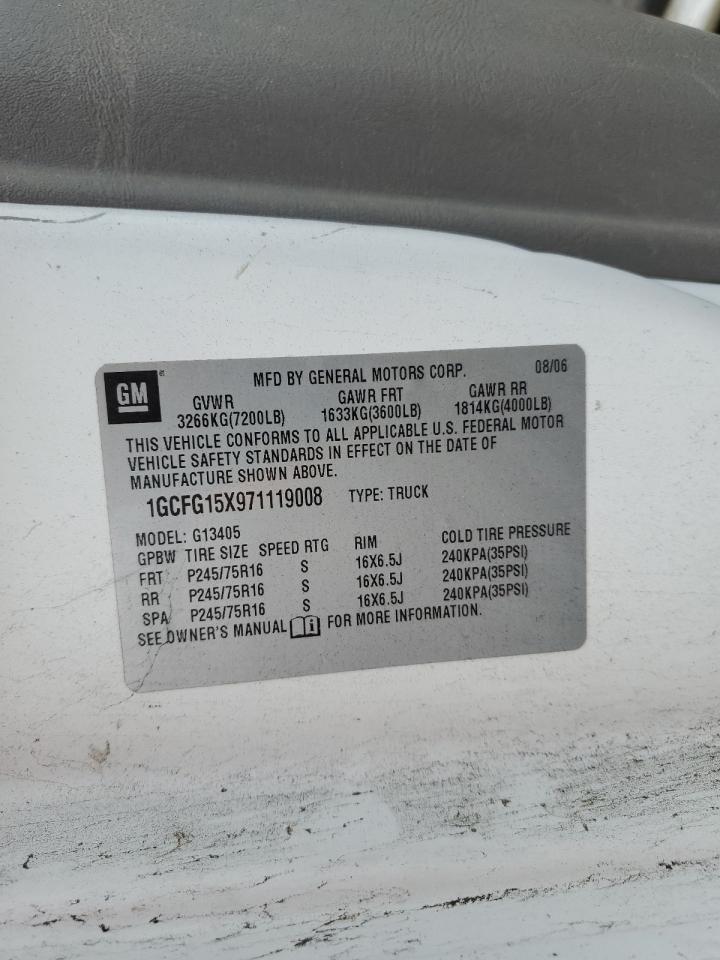 GM ®
MFD BY GENERAL MOTORS CORP. 08/06
GVWR GAWR FRT GAWR RR
3266KG(7200LB) 1633KG(3600LB) 1814KG(4000LB)
THIS VEHICLE CONFORMS TO ALL APPLICABLE U.S. FEDERAL MOTOR
VEHICLE SAFETY STANDARDS IN EFFECT ON THE DATE OF
MANUFACTURE SHOWN ABOVE.
1GCFG15X971119008 TYPE: TRUCK
MODEL: G13405
GPBW TIRE SIZE SPEED RTG RIM COLD TIRE PRESSURE
FRT P245/75R16 S 16X6.5J 240KPA(35PSI)
RR P245/75R16 S 16X6.5J 240KPA(35PSI)
SPA P245/75R16 S 16X6.5J 240KPA(35PSI)
SEE OWNER'S MANUAL i FOR MORE INFORMATION.